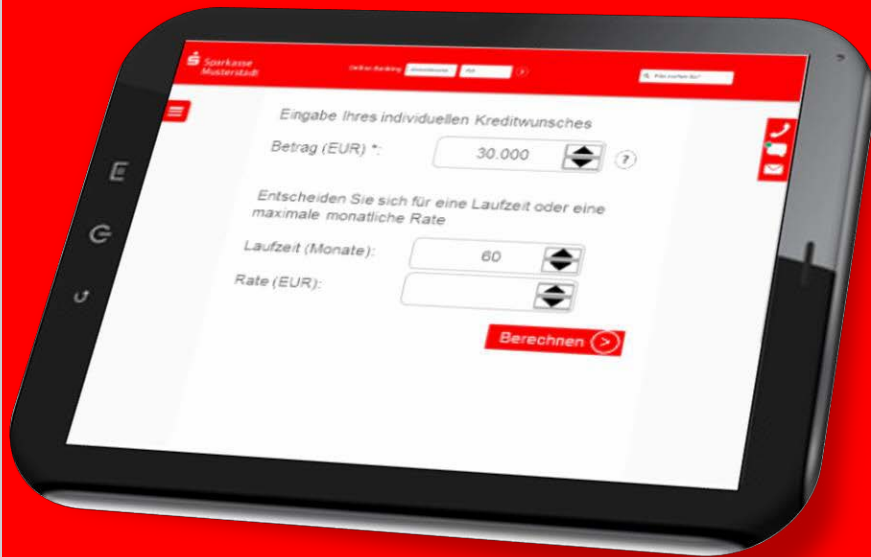 Sparkasse
Musterstadt
Online-Banking
Eingabe Ihres individuellen Kreditwunsches
Betrag (EUR) *: 30.000 ?
Entscheiden Sie sich für eine Laufzeit oder eine
maximale monatliche Rate
Laufzeit (Monate): 60
Rate (EUR):
Berechnen >